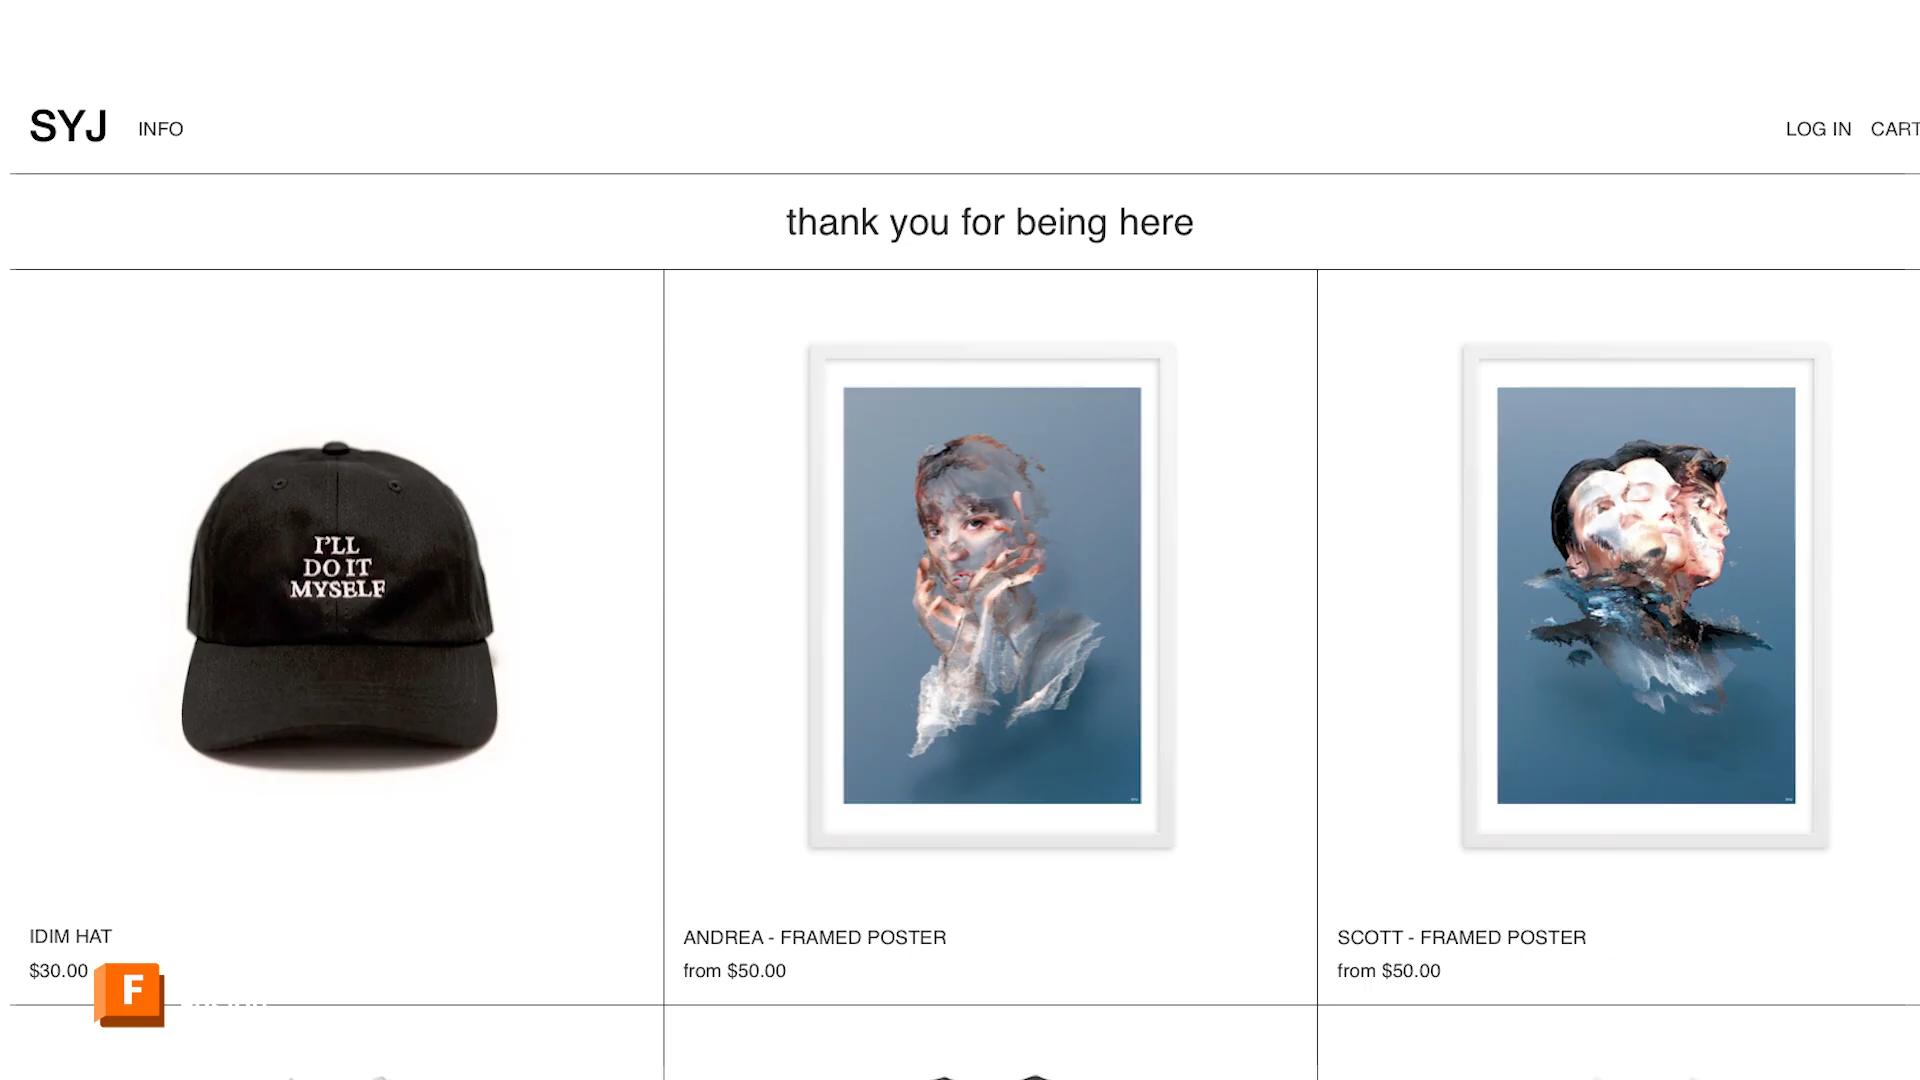 SYJ INFO LOG IN CART
thank you for being here
I'LL
DO IT
MYSELF
IDIM HAT
$30.00
ANDREA - FRAMED POSTER
from $50.00
SCOTT - FRAMED POSTER
from $50.00
F